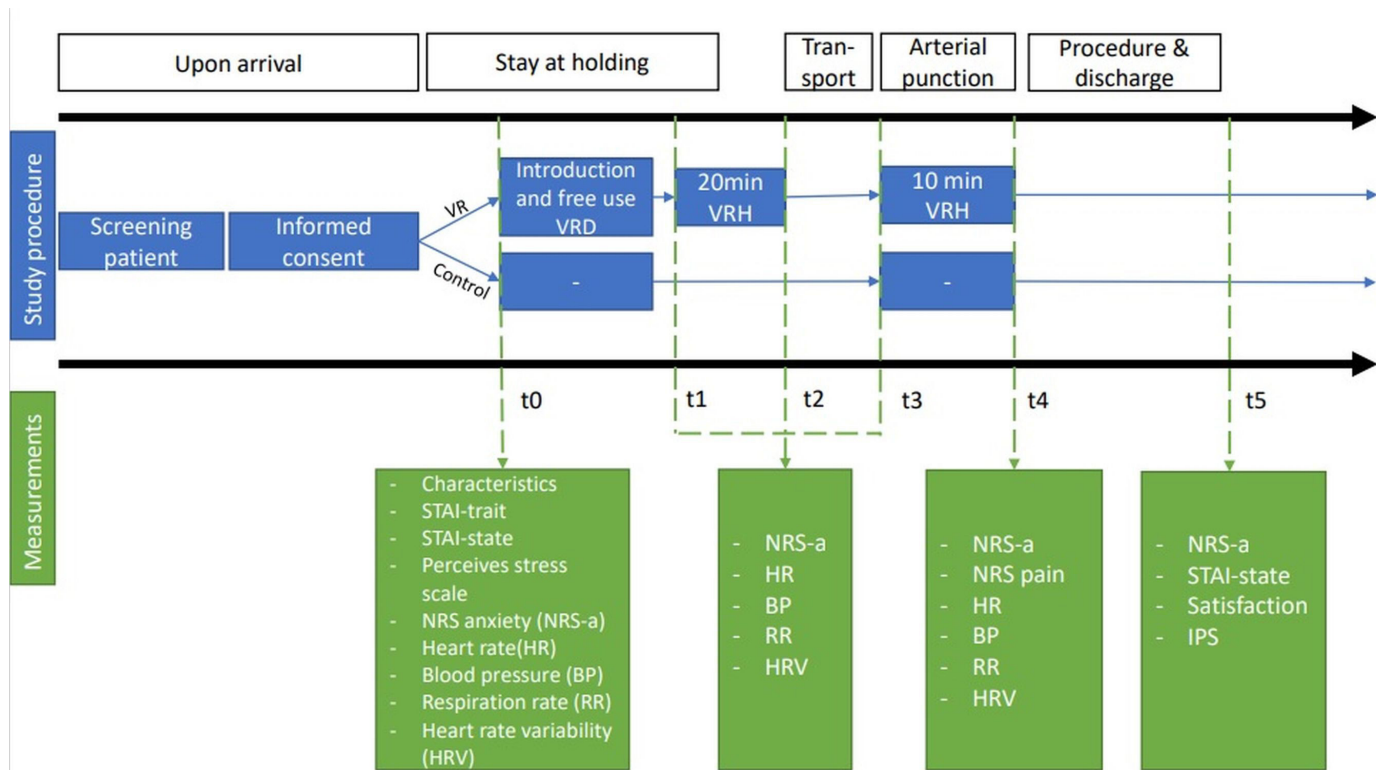 Upon arrival
Stay at holding
Tran-
sport
Arterial
punction
Procedure &
discharge
Study procedure
Screening
patient
Informed
consent
VR
Control
Introduction
and free use
VRD
20min
VRH
10 min
VRH
-
-
t0
t1
t2
t3
t4
t5
Measurements
- Characteristics
- STAI-trait
- STAI-state
- Perceives stress
scale
- NRS anxiety (NRS-a)
- Heart rate(HR)
- Blood pressure (BP)
- Respiration rate (RR)
- Heart rate variability
(HRV)
- NRS-a
- HR
- BP
- RR
- HRV
- NRS-a
- NRS pain
- HR
- BP
- RR
- HRV
- NRS-a
- STAI-state
- Satisfaction
- IPS